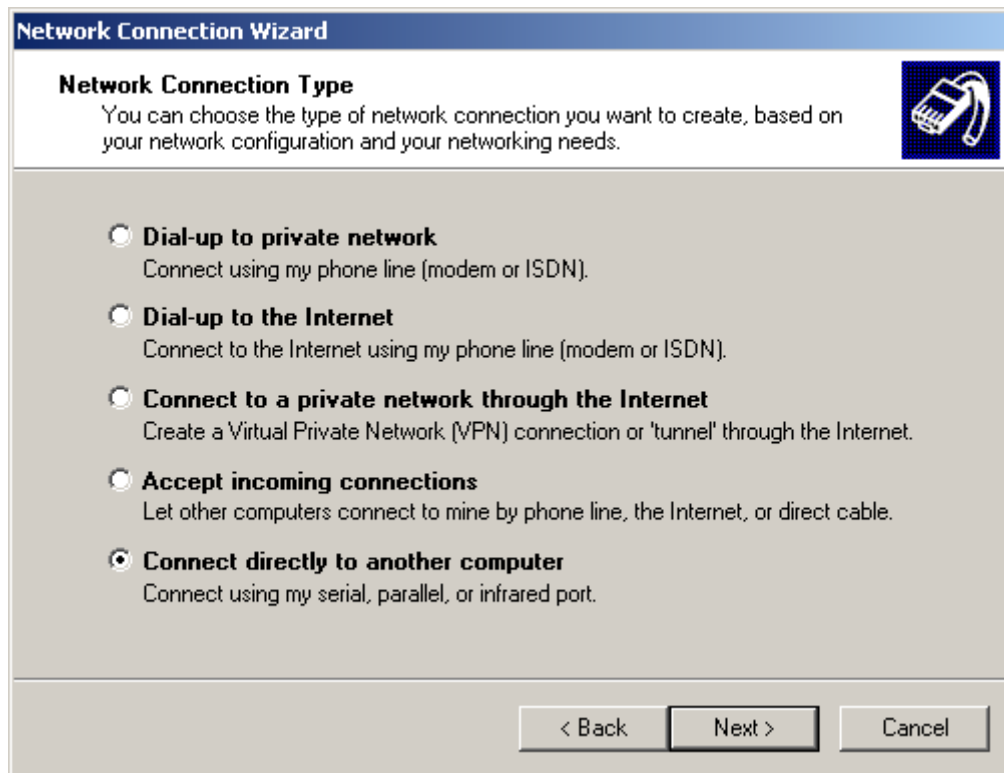 Network Connection Wizard
Network Connection Type
You can choose the type of network connection you want to create, based on
your network configuration and your networking needs.
Dial-up to private network
Connect using my phone line (modem or ISDN).
Dial-up to the Internet
Connect to the Internet using my phone line (modem or ISDN).
Connect to a private network through the Internet
Create a Virtual Private Network (VPN) connection or 'tunnel' through the Internet.
Accept incoming connections
Let other computers connect to mine by phone line, the Internet, or direct cable.
Connect directly to another computer
Connect using my serial, parallel, or infrared port.
< Back Next > Cancel